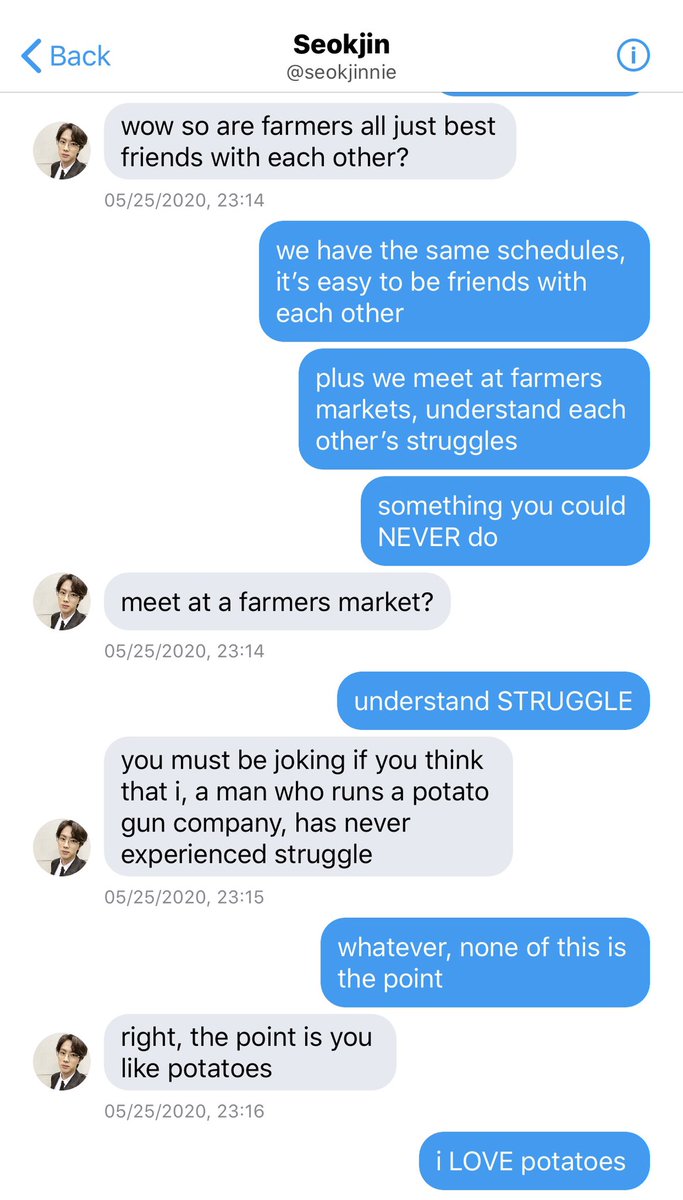 Back
Seokjin
@seokjinnie
wow so are farmers all just best
friends with each other?
05/25/2020, 23:14
we have the same schedules,
it’s easy to be friends with
each other
plus we meet at farmers
markets, understand each
other’s struggles
something you could
NEVER do
meet at a farmers market?
05/25/2020, 23:14
understand STRUGGLE
you must be joking if you think
that i, a man who runs a potato
gun company, has never
experienced struggle
05/25/2020, 23:15
whatever, none of this is
the point
right, the point is you
like potatoes
05/25/2020, 23:16
i LOVE potatoes